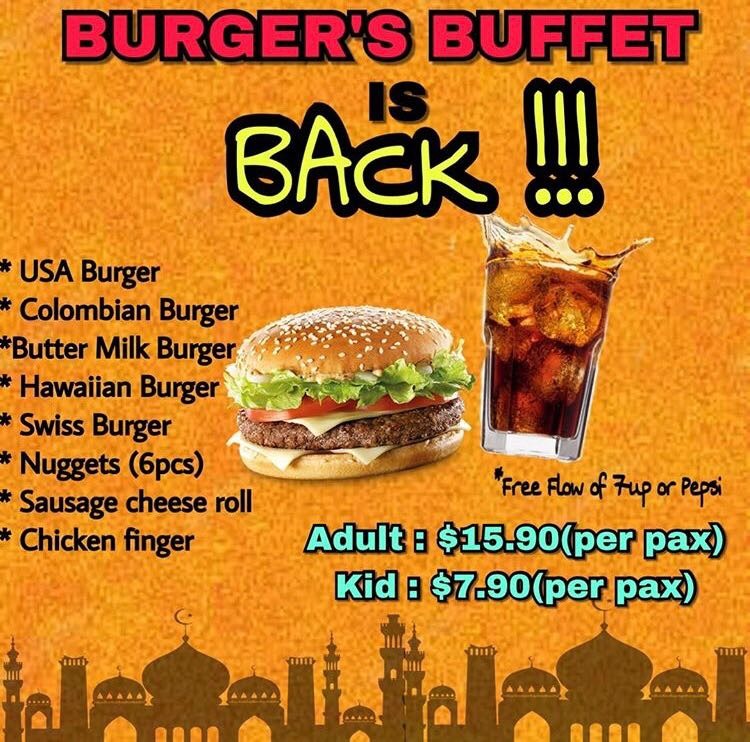 BURGER'S BUFFET
IS
BACK !!!
* USA Burger
* Colombian Burger
*Butter Milk Burger
* Hawaiian Burger
* Swiss Burger
* Nuggets (6pcs)
* Sausage cheese roll
* Chicken finger
*Free Flow of 7up or Pepsi
Adult : $15.90(per pax)
Kid : $7.90(per pax)